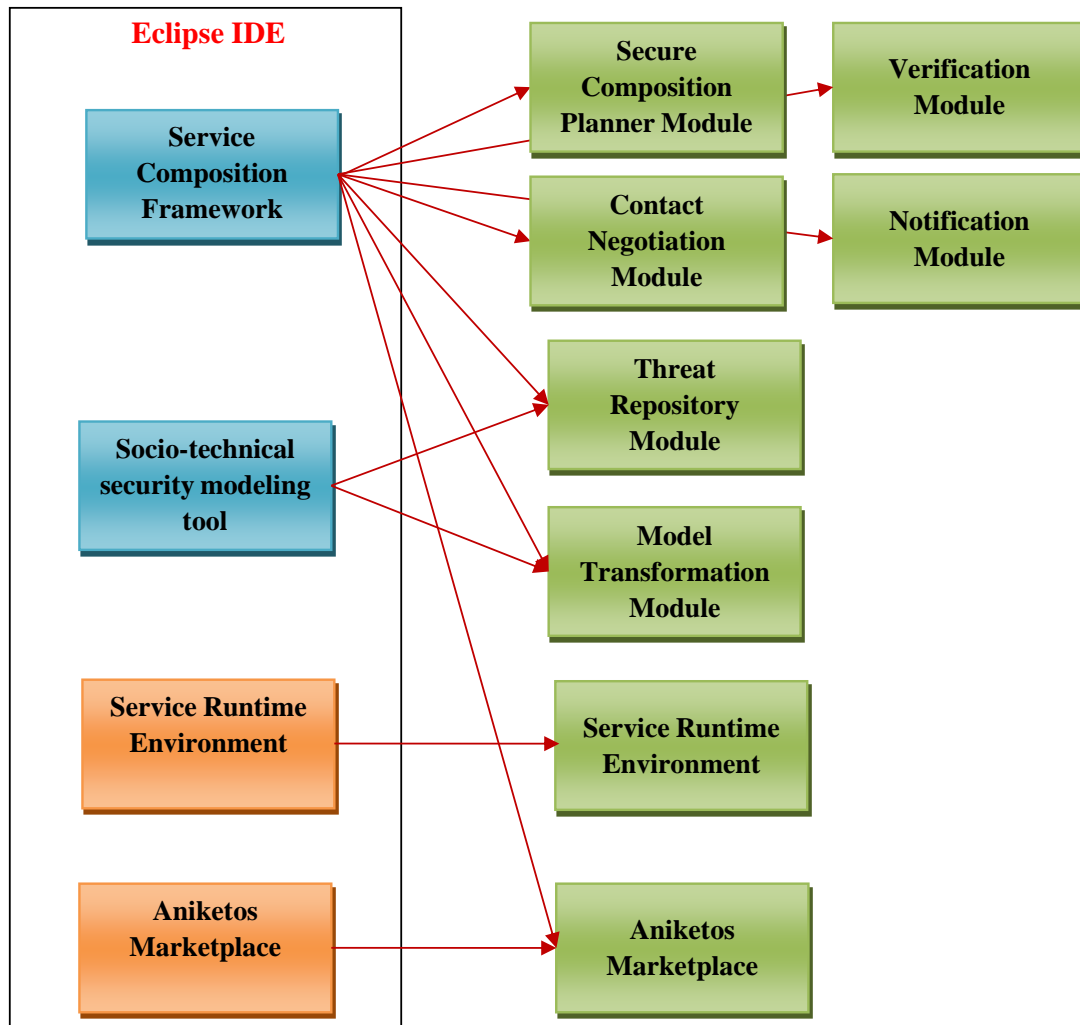 Eclipse IDE
Service
Composition
Framework
Secure
Composition
Planner Module
Verification
Module
Contact
Negotiation
Module
Notification
Module
Threat
Repository
Module
Socio-technical
security modeling
tool
Model
Transformation
Module
Service Runtime
Environment
Service Runtime
Environment
Aniketos
Marketplace
Aniketos
Marketplace